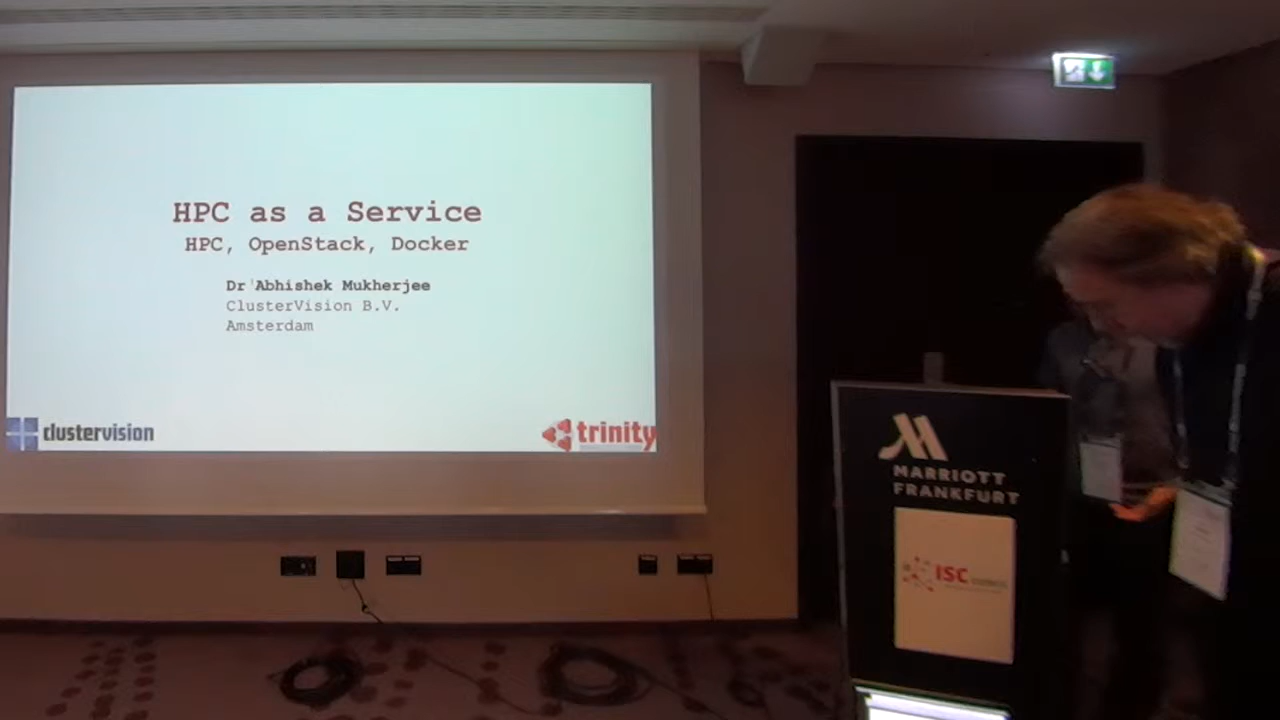 HPC as a Service
HPC, OpenStack, Docker
Dr Abhishek Mukherjee
ClusterVision B.V.
Amsterdam
clustervision
trinity
MARRIOTT
FRANKFURT
ISC